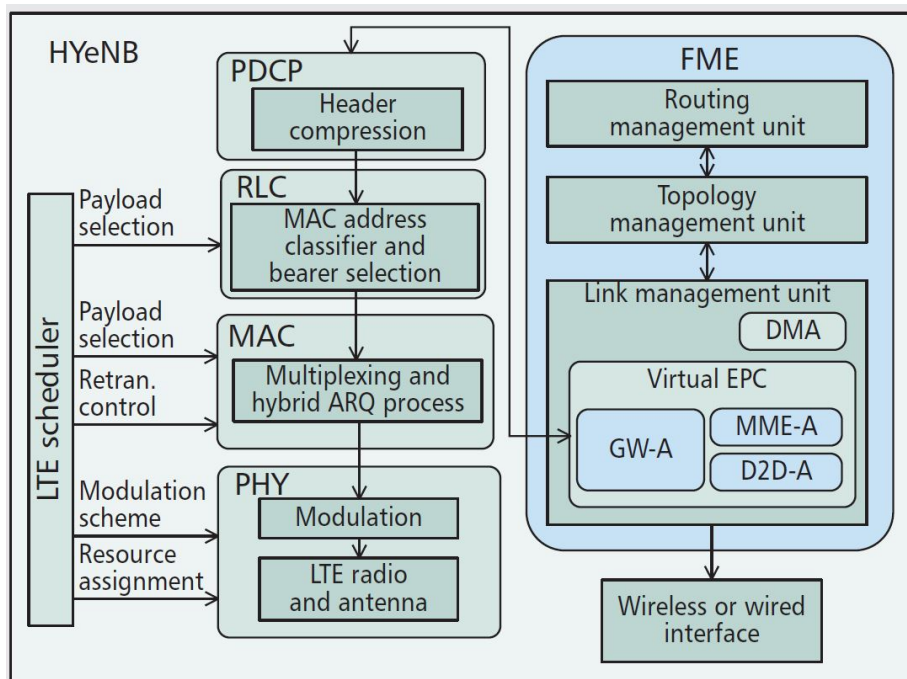 HYeNB
PDCP
Header
compression
RLC
MAC address
classifier and
bearer selection
MAC
Multiplexing and
hybrid ARQ process
PHY
Modulation
LTE radio
and antenna
LTE scheduler
Payload
selection
Payload
selection
Retran.
control
Modulation
scheme
Resource
assignment
FME
Routing
management unit
Topology
management unit
Link management unit
DMA
Virtual EPC
GW-A
MME-A
D2D-A
Wireless or wired
interface